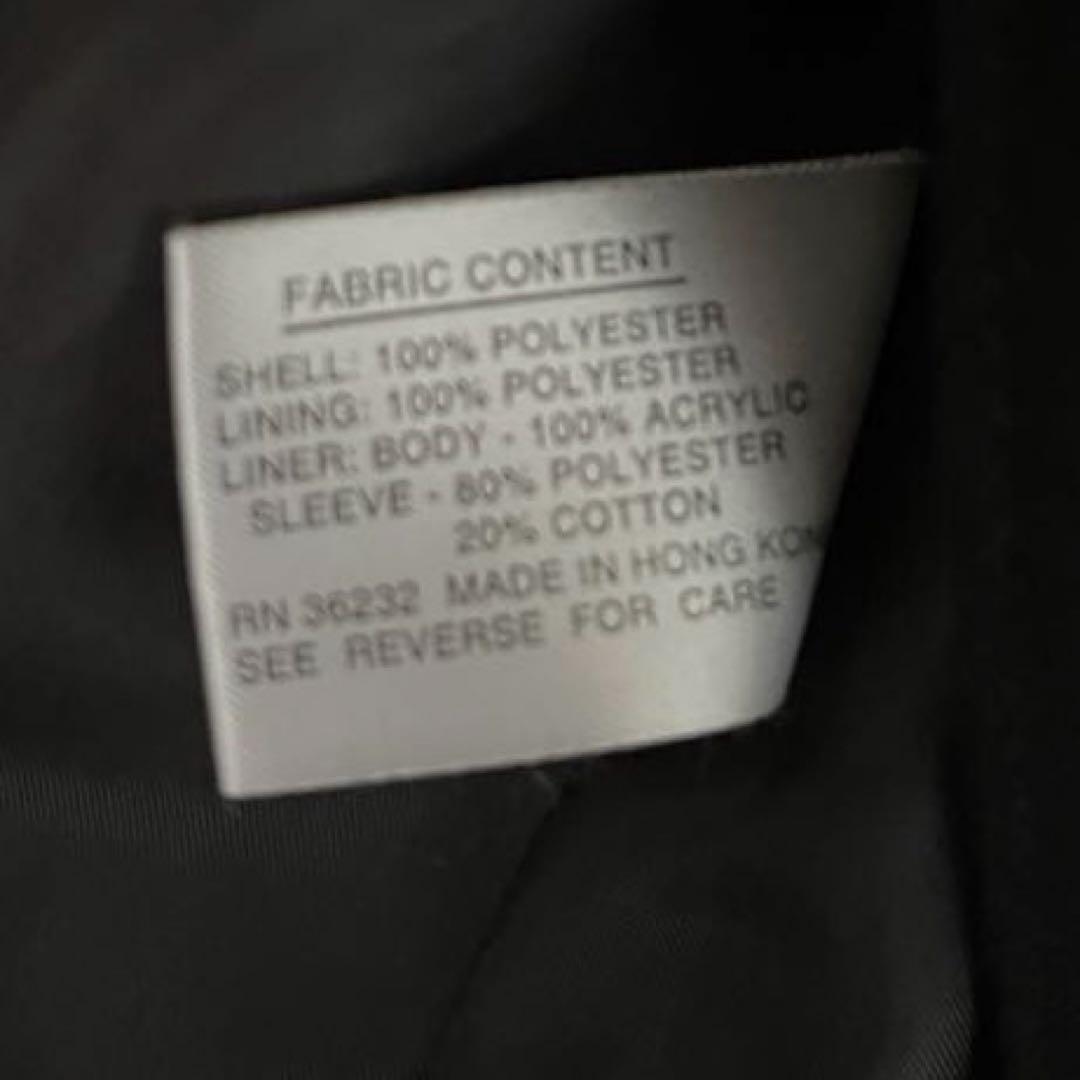 FABRIC CONTENT
SHELL: 100% POLYESTER
LINING: 100% POLYESTER
LINER: BODY - 100% ACRYLIC
SLEEVE - 80% POLYESTER
20% COTTON
RN 36232 MADE IN HONG KON
SEE REVERSE FOR CARE